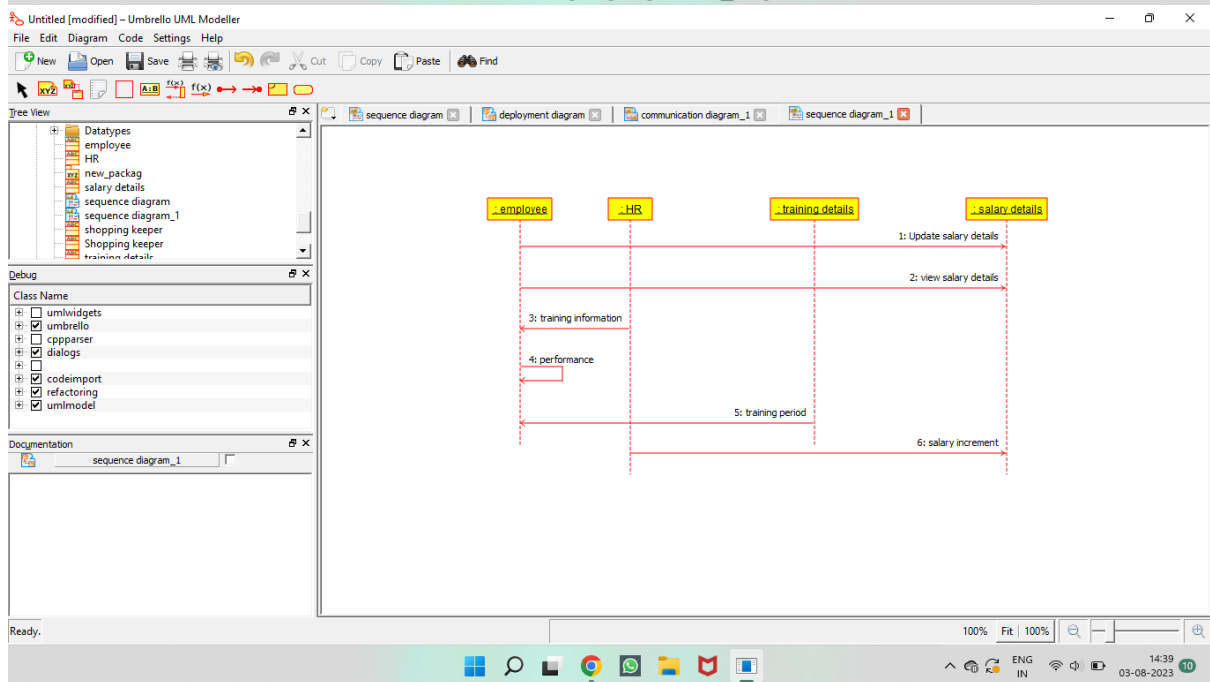 Untitled [modified] – Umbrello UML Modeller
File Edit Diagram Code Settings Help
New Open Save Cut Copy Paste Find
XYZ XYZ A:B f(x) f(x)
Tree View
sequence diagram deployment diagram communication diagram_1 sequence diagram_1
Datatypes
employee
HR
new_packag
salary details
sequence diagram
sequence diagram_1
shopping keeper
Shopping keeper
training details
Debug
Class Name
umlwidgets
umbrello
cppparser
dialogs
codeimport
refactoring
umlmodel
Documentation
sequence diagram_1
: employee : HR : training details : salary details
1: Update salary details
2: view salary details
3: training information
4: performance
5: training period
6: salary increment
Ready.
100% Fit 100%
ENG
IN
14:39
03-08-2023
10